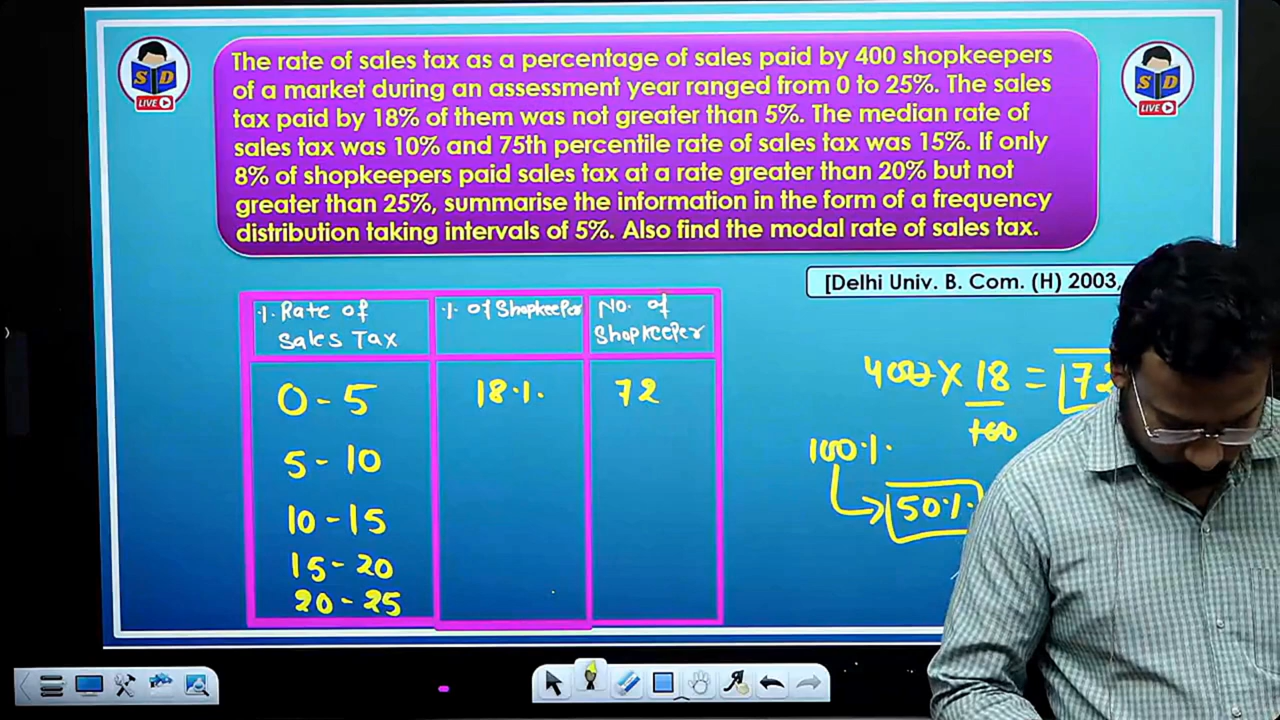 The rate of sales tax as a percentage of sales paid by 400 shopkeepers
of a market during an assessment year ranged from 0 to 25%. The sales
tax paid by 18% of them was not greater than 5%. The median rate of
sales tax was 10% and 75th percentile rate of sales tax was 15%. If only
8% of shopkeepers paid sales tax at a rate greater than 20% but not
greater than 25%, summarise the information in the form of a frequency
distribution taking intervals of 5%. Also find the modal rate of sales tax.
S D
LIVE
S D
LIVE
[Delhi Univ. B. Com. (H) 2003,
% Rate of Sales Tax
% of Shopkeeper
No. of Shopkeeper
0 - 5 18% 72
5 - 10
10 - 15
15 - 20
20 - 25
400 × 18 = 72
100
100%
50%